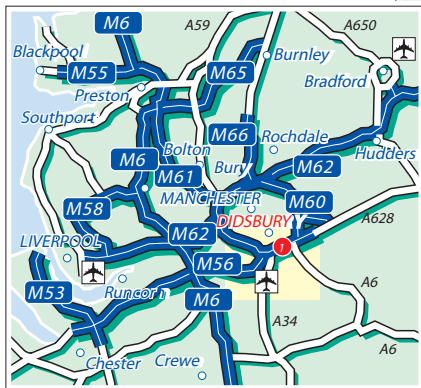 M6
A59
A650
Blackpool
Burnley
M55
M65
Bradford
Preston
Southport
M66
Rochdale
Hudders
M6
Bolton
M62
M61
Bury
MANCHESTER
M60
M58
DIDSBURY
A628
M62
LIVERPOOL
1
M56
M53
Runcorn
M6
A6
A34
A6
Chester
Crewe